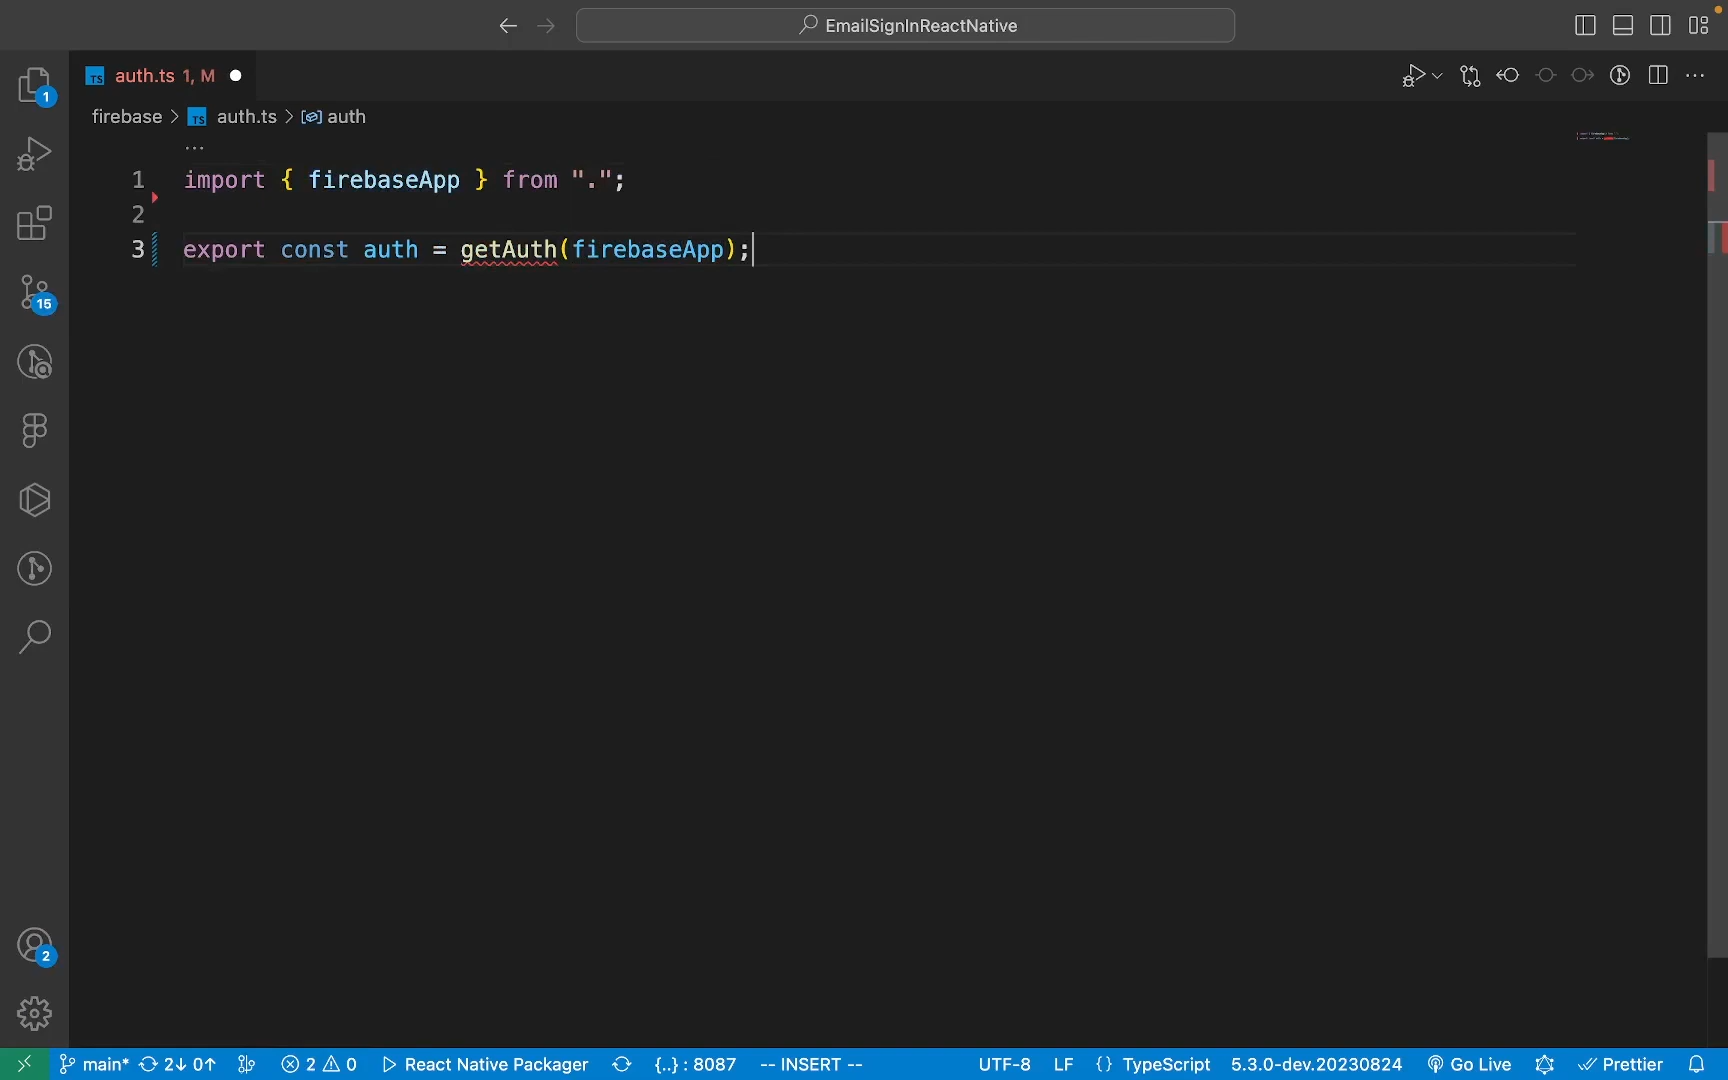 EmailSignInReactNative
TS auth.ts 1, M
firebase > TS auth.ts > auth
...
1 import { firebaseApp } from ".";
2
3 export const auth = getAuth(firebaseApp);
1
15
2
main* 2↓ 0↑ 2 0 React Native Packager {..} : 8087 -- INSERT -- UTF-8 LF {} TypeScript 5.3.0-dev.20230824 Go Live Prettier